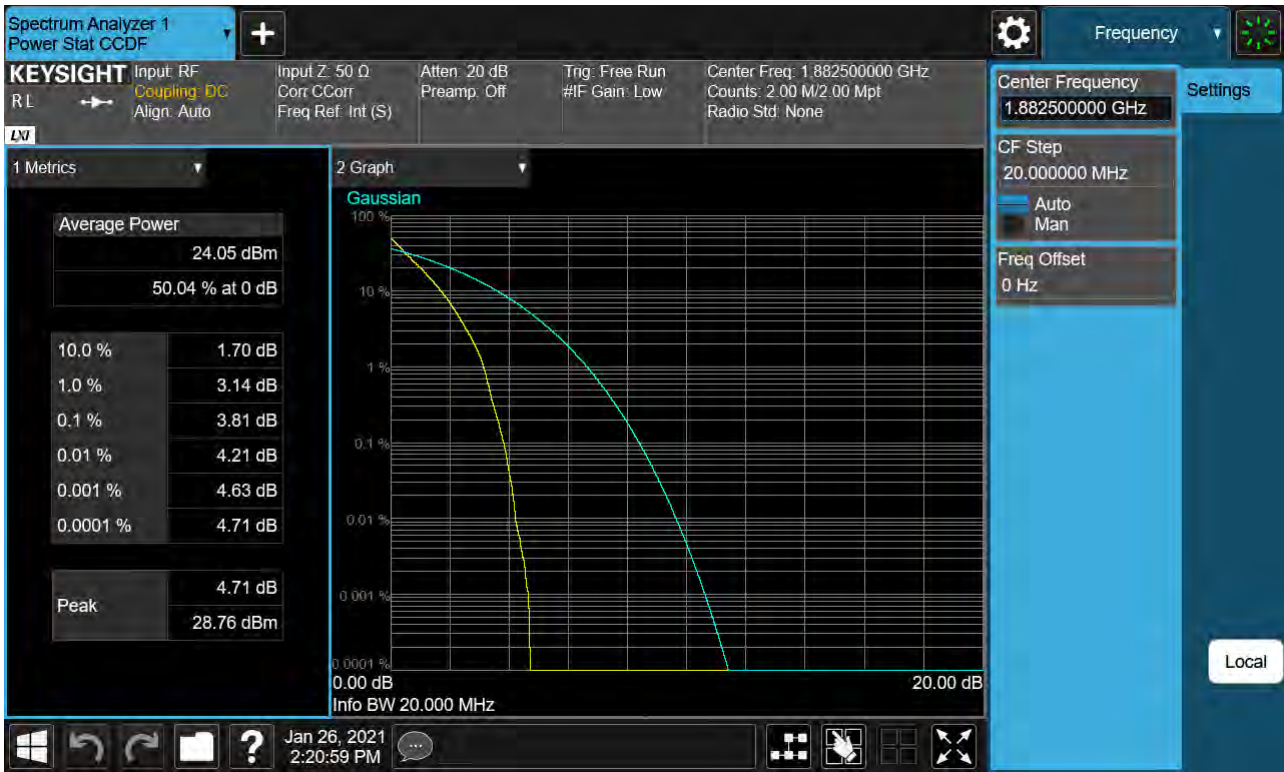 Spectrum Analyzer 1
Power Stat CCDF
Frequency
KEYSIGHT
RL
LXI
Input: RF
Coupling: DC
Align: Auto
Input Z: 50 Ω
Corr CCorr
Freq Ref: Int (S)
Atten: 20 dB
Preamp: Off
Trig: Free Run
#IF Gain: Low
Center Freq: 1.882500000 GHz
Counts: 2.00 M/2.00 Mpt
Radio Std: None
Center Frequency
1.882500000 GHz
Settings
CF Step
20.000000 MHz
Auto
Man
Freq Offset
0 Hz
Local
1 Metrics
Average Power
24.05 dBm
50.04 % at 0 dB
10.0 % 1.70 dB
1.0 % 3.14 dB
0.1 % 3.81 dB
0.01 % 4.21 dB
0.001 % 4.63 dB
0.0001 % 4.71 dB
Peak
4.71 dB
28.76 dBm
2 Graph
Gaussian
100 %
10 %
1 %
0.1 %
0.01 %
0.001 %
0.0001 %
0.00 dB 20.00 dB
Info BW 20.000 MHz
?
Jan 26, 2021
2:20:59 PM